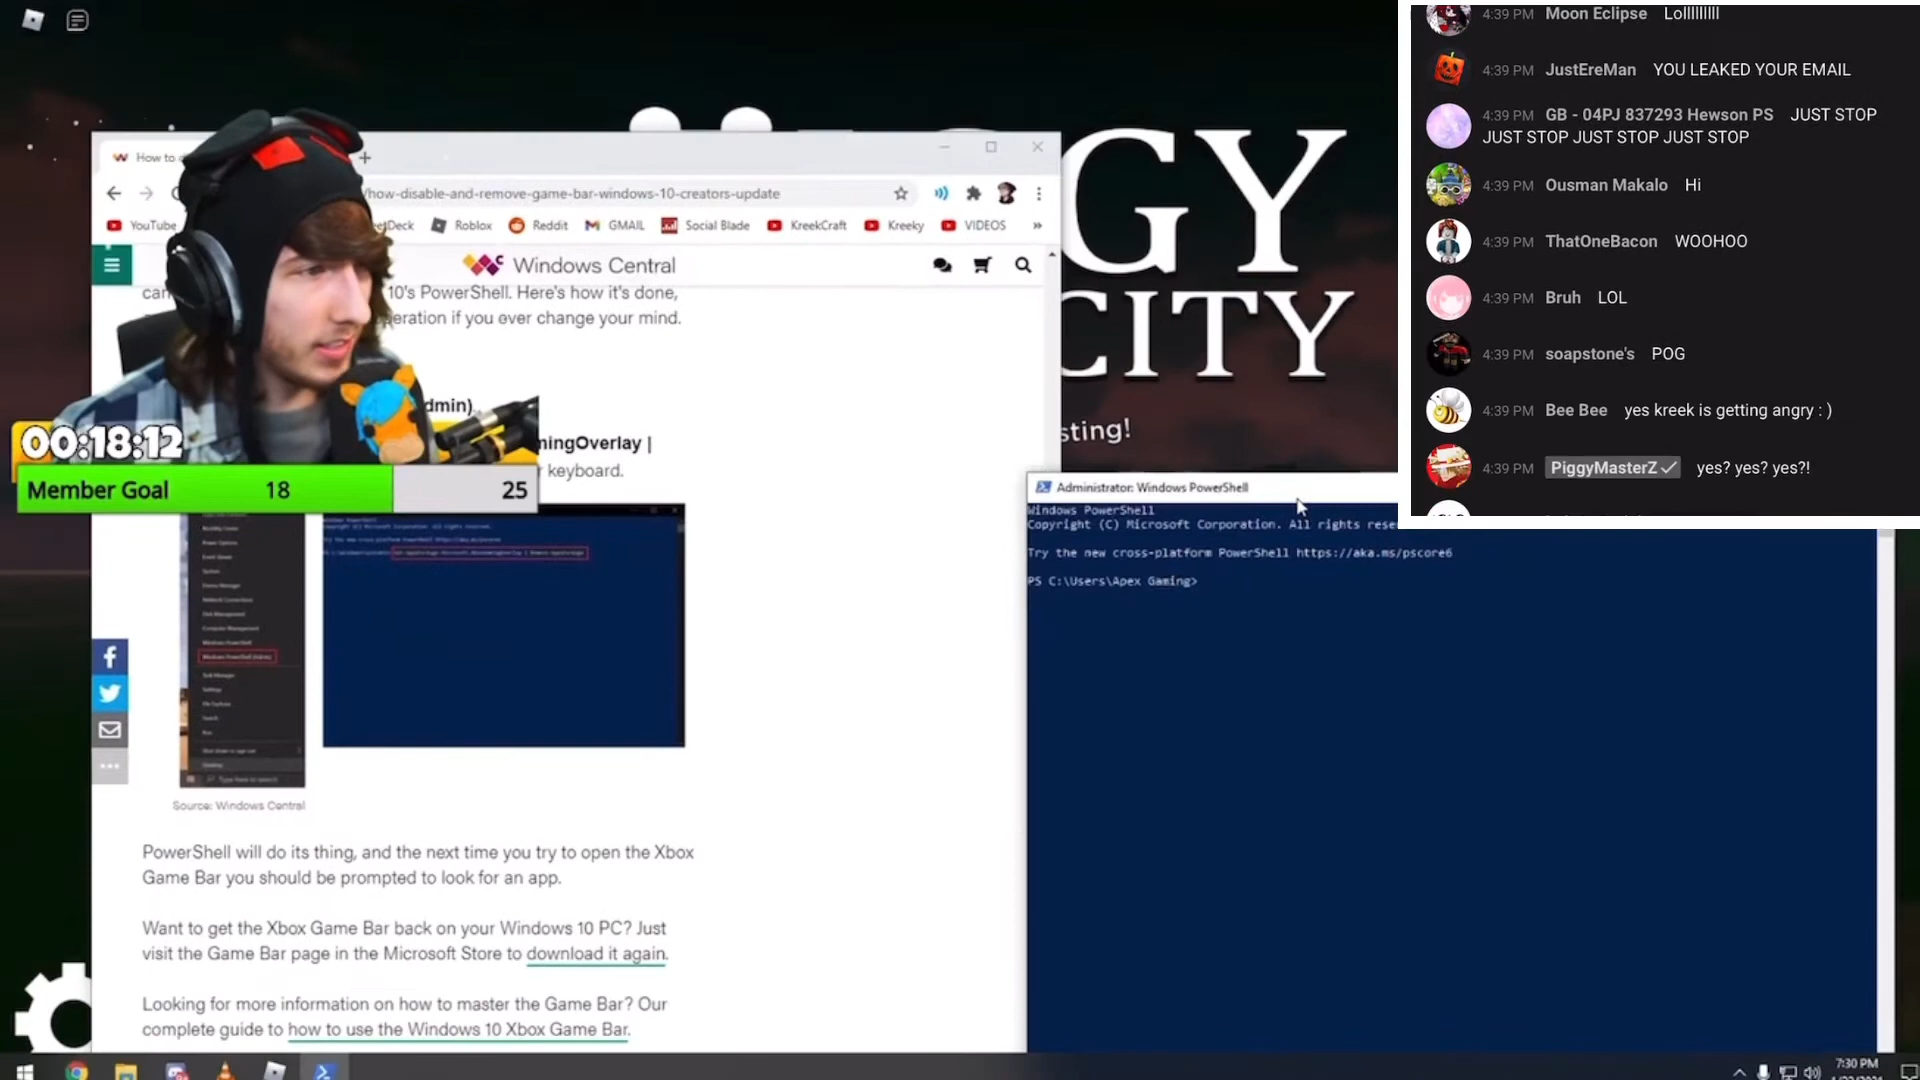 How to
/how-disable-and-remove-game-bar-windows-10-creators-update
YouTube
eetDeck
Roblox
Reddit
GMAIL
Social Blade
KreekCraft
Kreeky
VIDEOS
»
Windows Central
10's PowerShell. Here's how it's done,
eration if you ever change your mind.
dmin)
mingOverlay |
keyboard.
00:18:12
Member Goal 18 25
Source: Windows Central
PowerShell will do its thing, and the next time you try to open the Xbox
Game Bar you should be prompted to look for an app.
Want to get the Xbox Game Bar back on your Windows 10 PC? Just
visit the Game Bar page in the Microsoft Store to download it again.
Looking for more information on how to master the Game Bar? Our
complete guide to how to use the Windows 10 Xbox Game Bar.
GY
CITY
sting!
Administrator: Windows PowerShell
Windows PowerShell
Copyright (C) Microsoft Corporation. All rights rese
Try the new cross-platform PowerShell https://aka.ms/pscore6
PS C:\Users\Apex Gaming>
4:39 PM Moon Eclipse Lolllllllll
4:39 PM JustEreMan YOU LEAKED YOUR EMAIL
4:39 PM GB - 04PJ 837293 Hewson PS JUST STOP
JUST STOP JUST STOP JUST STOP
4:39 PM Ousman Makalo Hi
4:39 PM ThatOneBacon WOOHOO
4:39 PM Bruh LOL
4:39 PM soapstone's POG
4:39 PM Bee Bee yes kreek is getting angry : )
4:39 PM PiggyMasterZ yes? yes? yes?!
7:30 PM